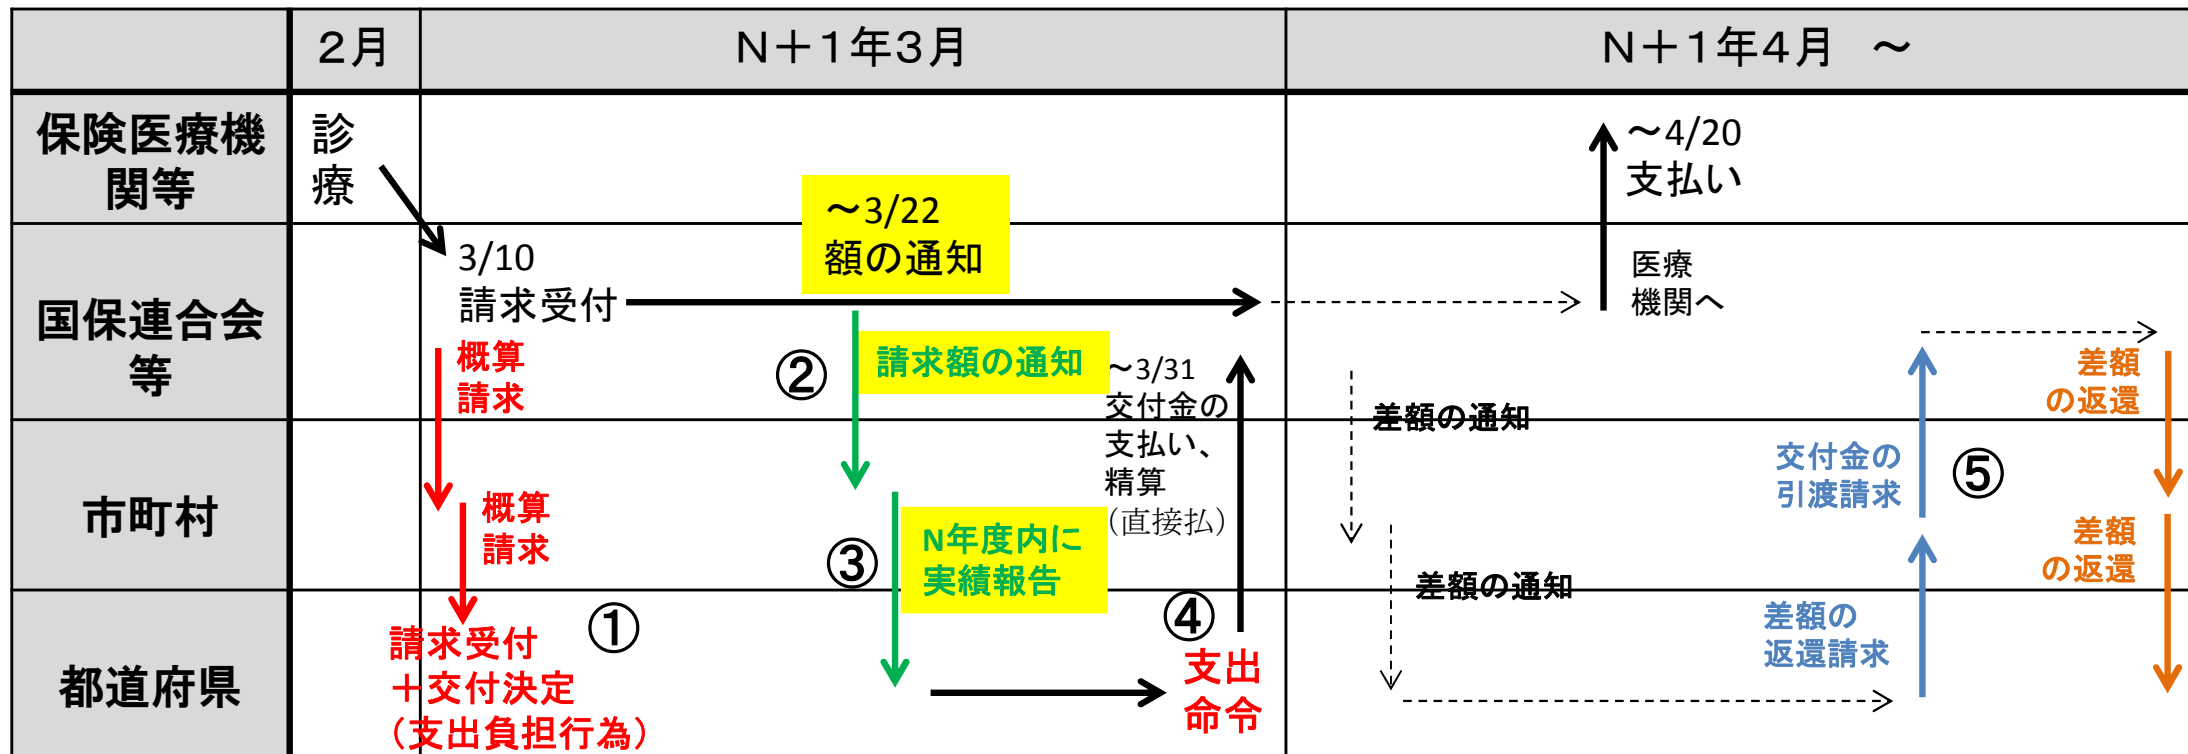 ２月
Ｎ＋１年３月
Ｎ＋１年４月　～
保険医療機
関等
診
療
～3/22
額の通知
～4/20
支払い
国保連合会
等
3/10
請求受付
医療
機関へ
概算
請求
②
請求額の通知
～3/31
交付金の
支払い、
精算
（直接払）
差額の通知
差額
の返還
市町村
概算
請求
③
N年度内に
実績報告
交付金の
引渡請求
⑤
差額
の返還
差額の通知
都道府県
①
請求受付
＋交付決定
（支出負担行為）
④
支出
命令
差額の
返還請求